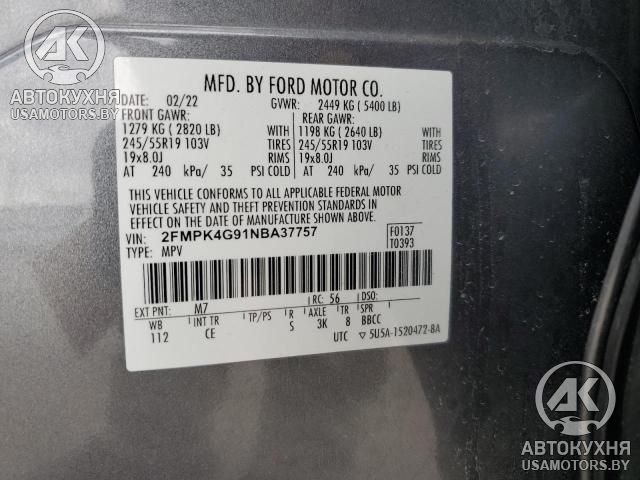 АК
АВТОКУХНЯ
USAMOTORS.BY
MFD. BY FORD MOTOR CO.
DATE: 02/22 GVWR: 2449 KG ( 5400 LB)
FRONT GAWR: REAR GAWR:
1279 KG ( 2820 LB) WITH 1198 KG ( 2640 LB) WITH
245/55R19 103V TIRES 245/55R19 103V TIRES
19x8.0J RIMS 19x8.0J RIMS
AT 240 kPa/ 35 PSI COLD AT 240 kPa/ 35 PSI COLD
THIS VEHICLE CONFORMS TO ALL APPLICABLE FEDERAL MOTOR
VEHICLE SAFETY AND THEFT PREVENTION STANDARDS IN
EFFECT ON THE DATE OF MANUFACTURE SHOWN ABOVE.
VIN: 2FMPK4G91NBA37757 F0137
TYPE: MPV T0393
EXT PNT: M7 RC: 56 DSO:
WB INT TR TP/PS R AXLE TR SPR
112 CE S 3K 8 BBCC
UTC ▽ 5U5A-1520472-8A
АК
АВТОКУХНЯ
USAMOTORS.BY